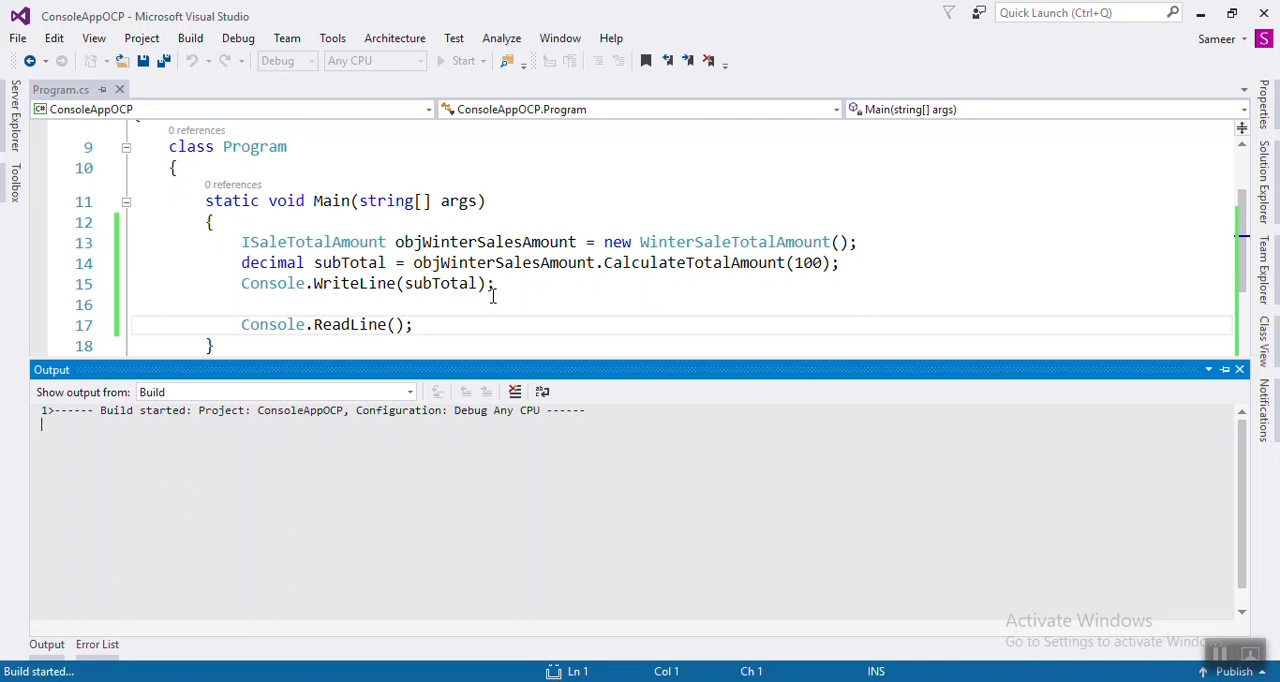 ConsoleAppOCP - Microsoft Visual Studio
Quick Launch (Ctrl+Q)
File Edit View Project Build Debug Team Tools Architecture Test Analyze Window Help
Sameer S
Debug Any CPU Start
Server Explorer
Toolbox
Program.cs
C# ConsoleAppOCP ConsoleAppOCP.Program Main(string[] args)
0 references
9 class Program
10 {
0 references
11 static void Main(string[] args)
12 {
13 ISaleTotalAmount objWinterSalesAmount = new WinterSaleTotalAmount();
14 decimal subTotal = objWinterSalesAmount.CalculateTotalAmount(100);
15 Console.WriteLine(subTotal);
16
17 Console.ReadLine();
18 }
Properties
Solution Explorer
Team Explorer
Class View
Notifications
Output
Show output from: Build
1>------ Build started: Project: ConsoleAppOCP, Configuration: Debug Any CPU ------
Activate Windows
Go to Settings to activate
Output Error List
Build started... Ln 1 Col 1 Ch 1 INS Publish